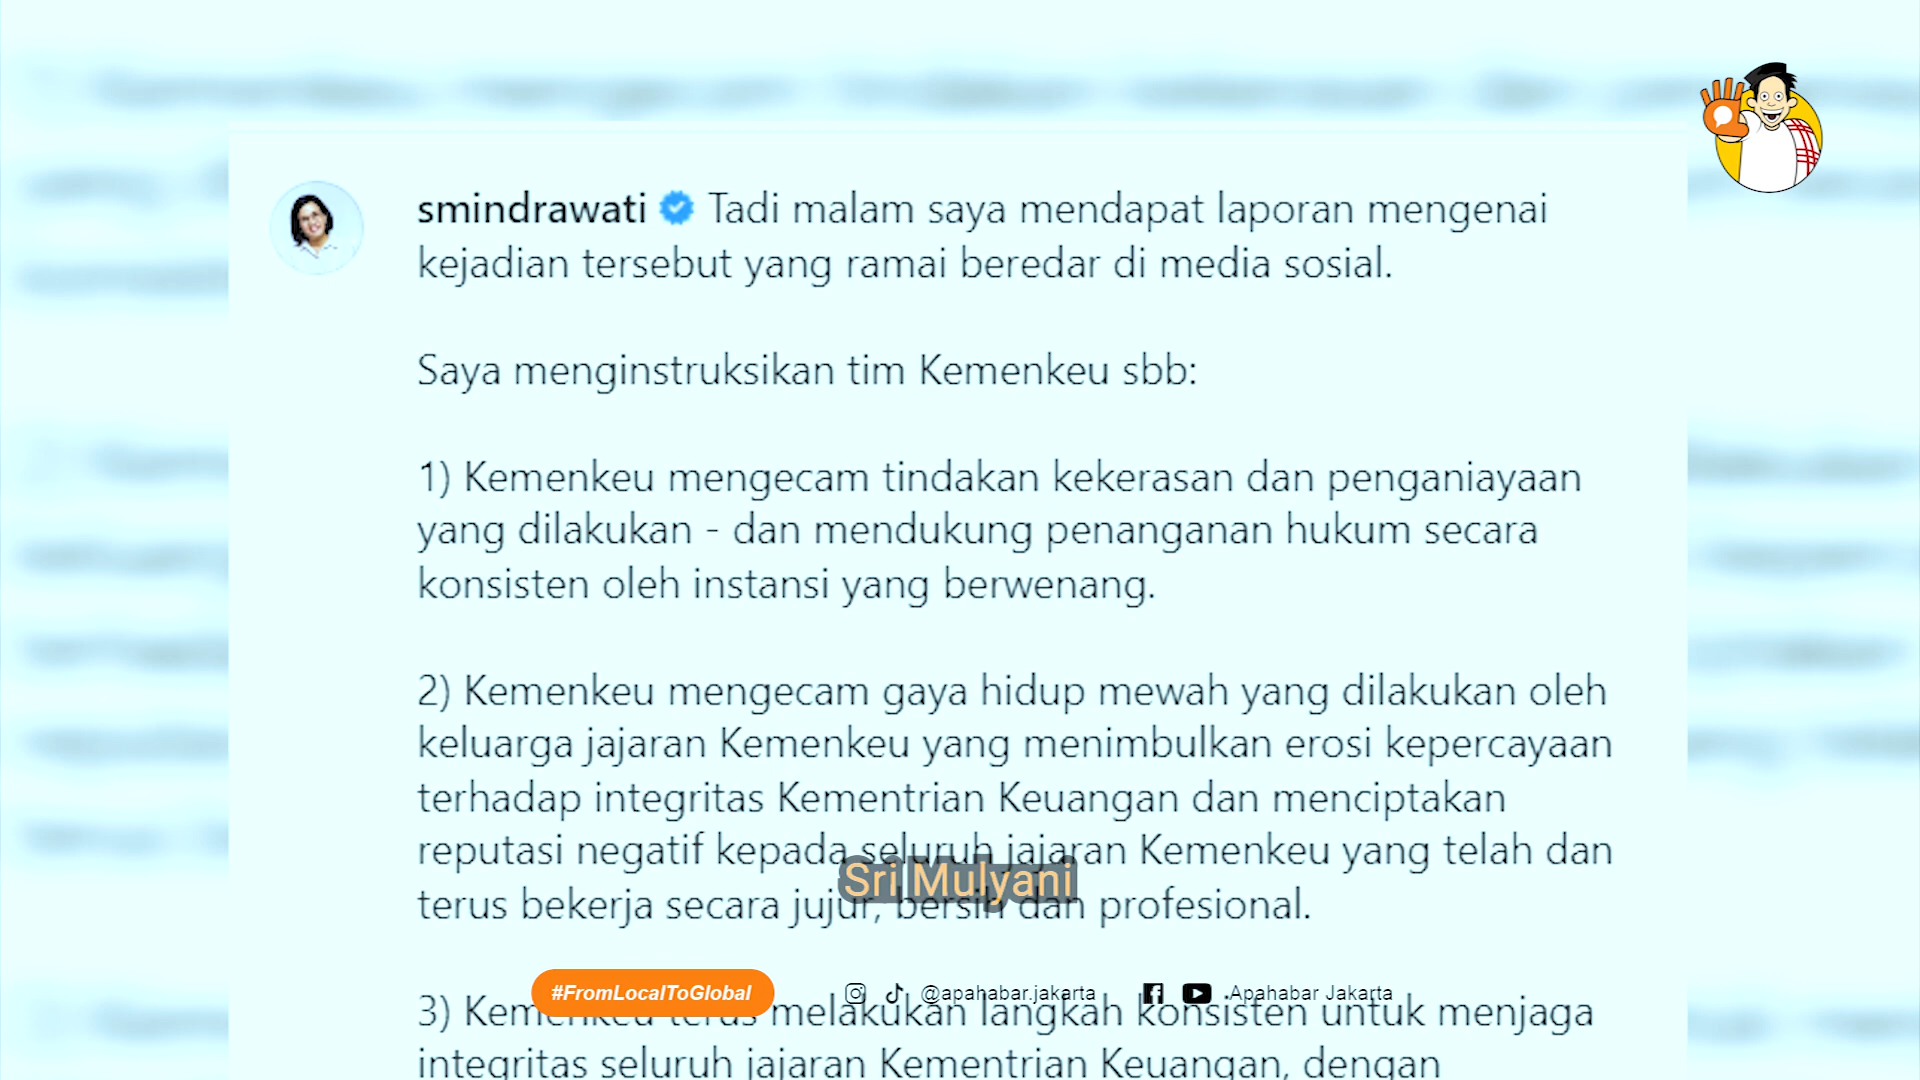 smindrawati Tadi malam saya mendapat laporan mengenai
kejadian tersebut yang ramai beredar di media sosial.
Saya menginstruksikan tim Kemenkeu sbb:
1) Kemenkeu mengecam tindakan kekerasan dan penganiayaan
yang dilakukan - dan mendukung penanganan hukum secara
konsisten oleh instansi yang berwenang.
2) Kemenkeu mengecam gaya hidup mewah yang dilakukan oleh
keluarga jajaran Kemenkeu yang menimbulkan erosi kepercayaan
terhadap integritas Kementrian Keuangan dan menciptakan
reputasi negatif kepada seluruh jajaran Kemenkeu yang telah dan
Sri Mulyani
terus bekerja secara jujur, bersih dan profesional.
#FromLocalToGlobal @apahabar.jakarta Apahabar Jakarta
3) Kemenkeu terus melakukan langkah konsisten untuk menjaga
integritas seluruh jajaran Kementrian Keuangan, dengan